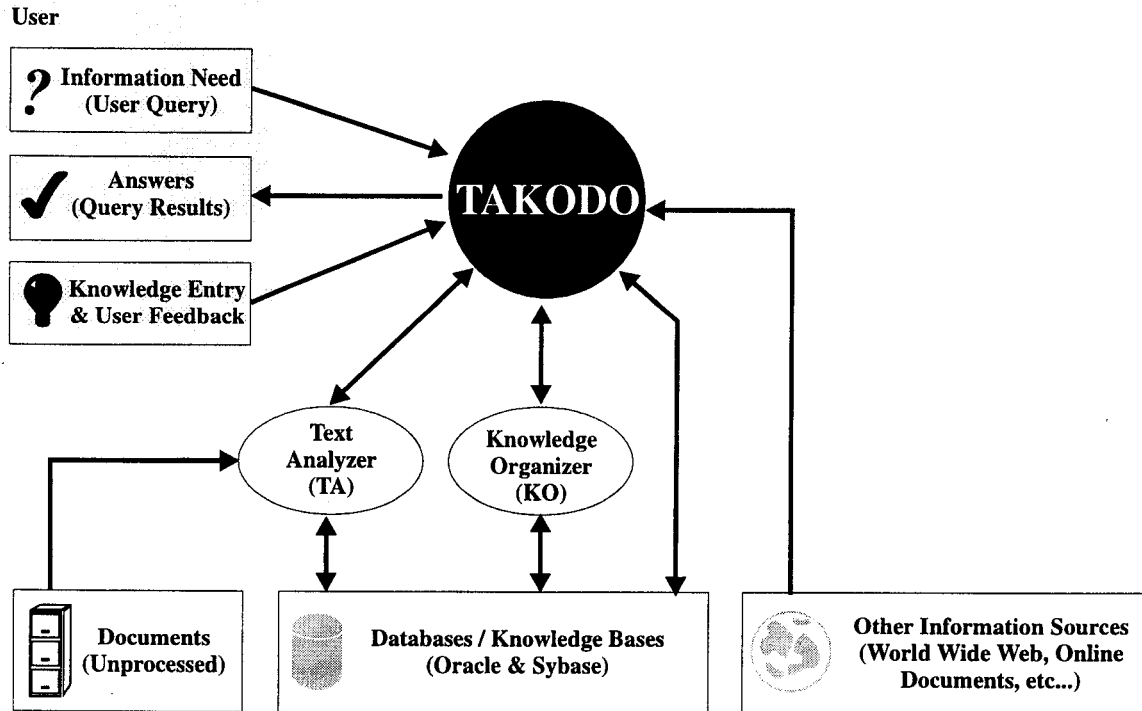 User
? Information Need
(User Query)
Answers
(Query Results)
Knowledge Entry
& User Feedback
TAKODO
Text
Analyzer
(TA)
Knowledge
Organizer
(KO)
Documents
(Unprocessed)
Databases / Knowledge Bases
(Oracle & Sybase)
Other Information Sources
(World Wide Web, Online
Documents, etc...)